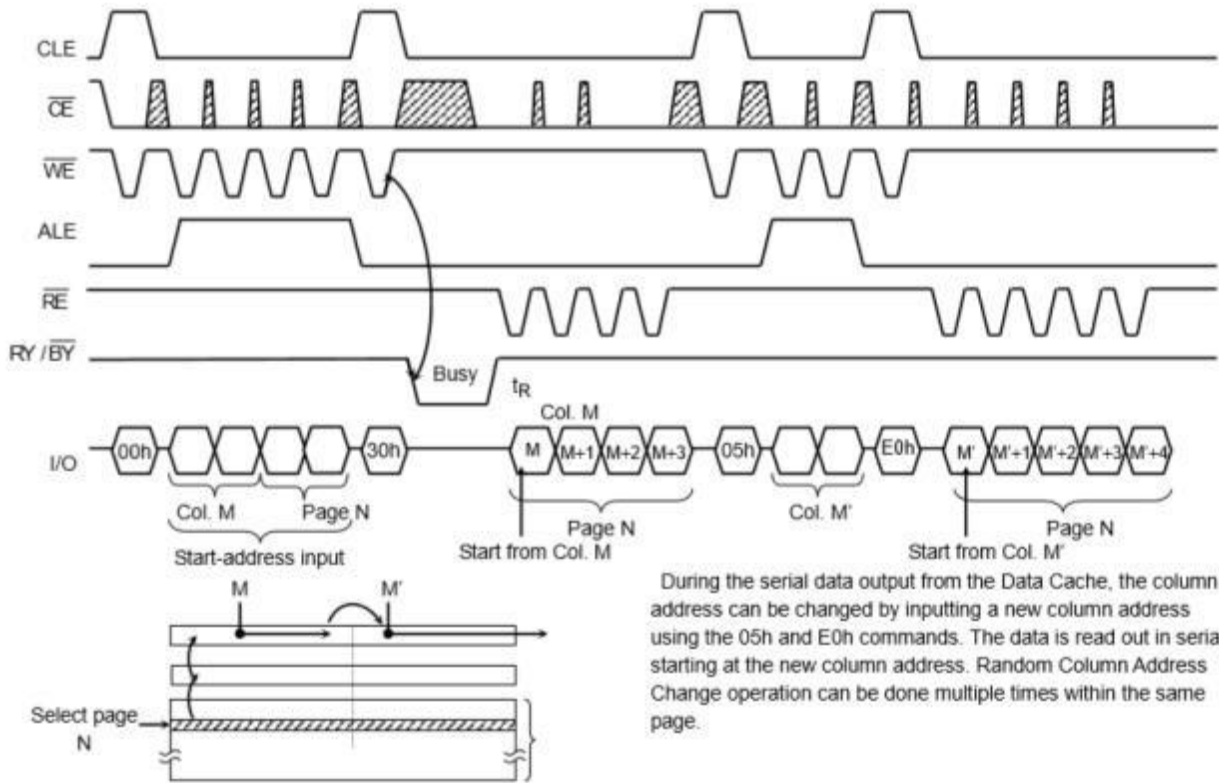 CLE
CE
WE
ALE
RE
RY / BY
Busy
tR
Col. M
I/O
00h
30h
M
M+1
M+2
M+3
05h
E0h
M'
M'+1
M'+2
M'+3
M'+4
Col. M
Page N
Page N
Col. M'
Page N
Start-address input
Start from Col. M
Start from Col. M'
M
M'
Select page
N
During the serial data output from the Data Cache, the column
address can be changed by inputting a new column address
using the 05h and E0h commands. The data is read out in seria
starting at the new column address. Random Column Address
Change operation can be done multiple times within the same
page.